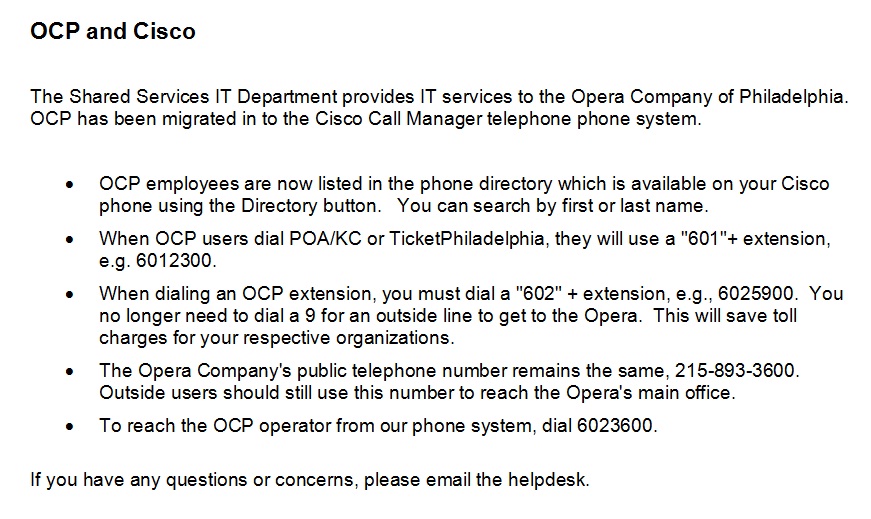 OCP and Cisco
The Shared Services IT Department provides IT services to the Opera Company of Philadelphia.
OCP has been migrated in to the Cisco Call Manager telephone phone system.
• OCP employees are now listed in the phone directory which is available on your Cisco
phone using the Directory button.   You can search by first or last name.
• When OCP users dial POA/KC or TicketPhiladelphia, they will use a "601"+ extension,
e.g. 6012300.
• When dialing an OCP extension, you must dial a "602" + extension, e.g., 6025900.  You
no longer need to dial a 9 for an outside line to get to the Opera.  This will save toll
charges for your respective organizations.
• The Opera Company's public telephone number remains the same, 215-893-3600.
Outside users should still use this number to reach the Opera's main office.
• To reach the OCP operator from our phone system, dial 6023600.
If you have any questions or concerns, please email the helpdesk.